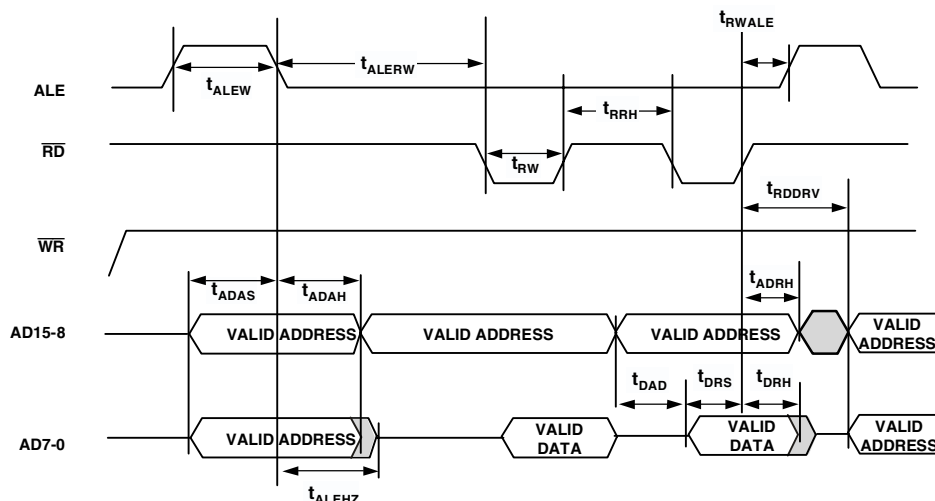 tRWALE
ALE
tALEW
tALERW
tRRH
RD
tRW
tRDDRV
WR
tADAS
tADAH
tADRH
AD15-8
VALID ADDRESS
VALID ADDRESS
VALID ADDRESS
VALID
ADDRESS
tDAD
tDRS
tDRH
AD7-0
VALID ADDRESS
VALID
DATA
VALID
DATA
VALID
ADDRESS
tALEHZ